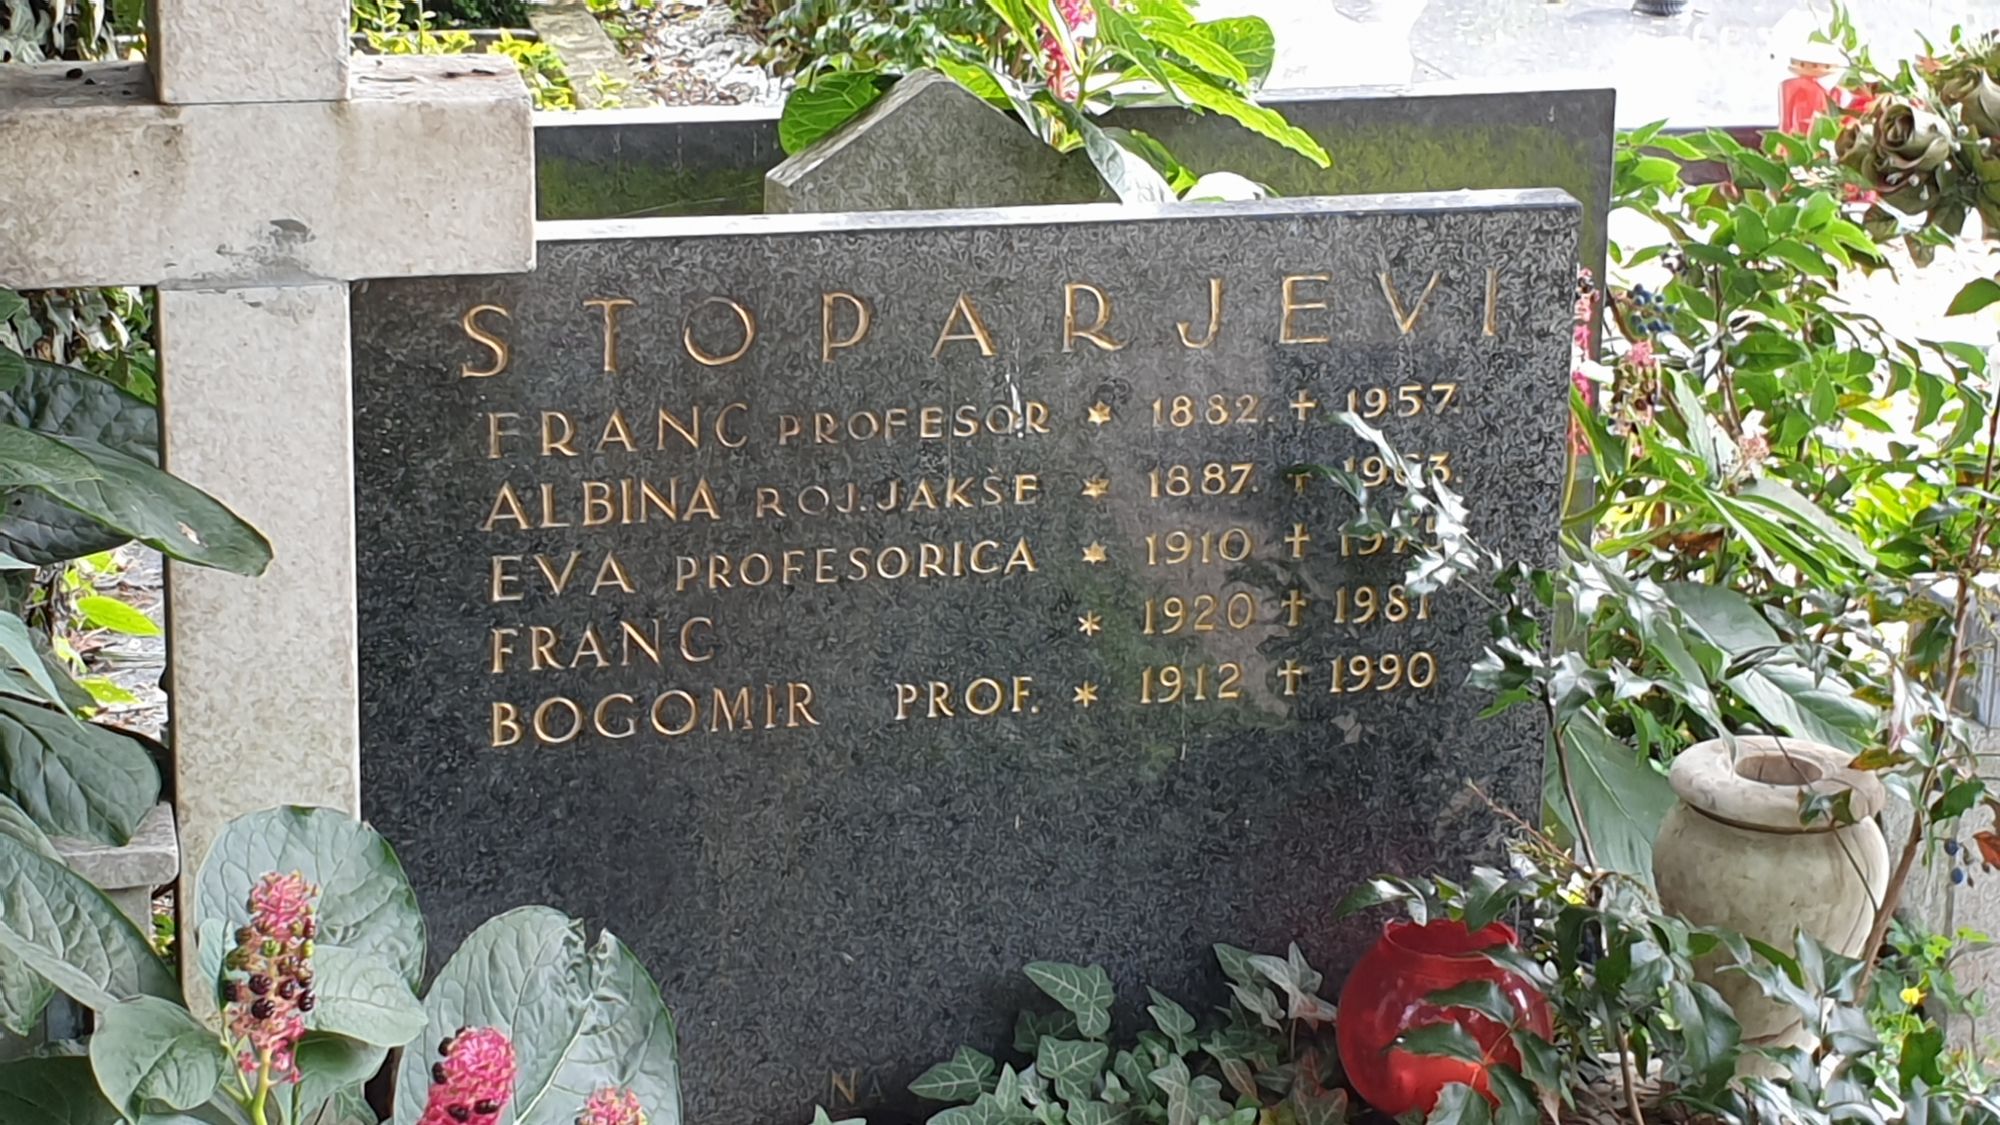 STOPARJEVI
FRANC PROFESOR * 1882. + 1957.
ALBINA ROJ. JAKŠE * 1887. +
EVA PROFESORICA * 1910 +
FRANC * 1920 + 1981
BOGOMIR PROF. * 1912 + 1990